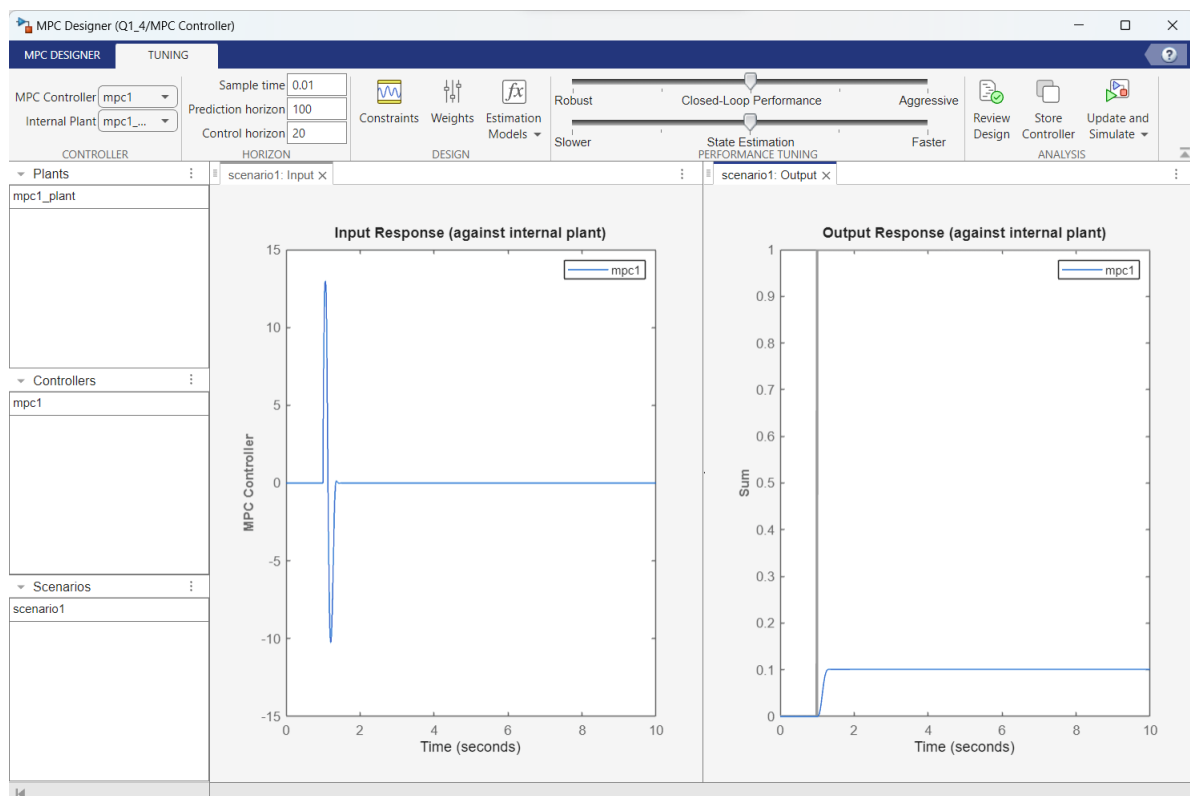 MPC Designer (Q1_4/MPC Controller)
MPC DESIGNER TUNING
MPC Controller mpc1
Internal Plant mpc1_...
CONTROLLER
Sample time 0.01
Prediction horizon 100
Control horizon 20
HORIZON
Constraints Weights Estimation Models
DESIGN
Robust Closed-Loop Performance Aggressive
Slower State Estimation Faster
PERFORMANCE TUNING
Review Design Store Controller Update and Simulate
ANALYSIS
Plants
mpc1_plant
Controllers
mpc1
Scenarios
scenario1
scenario1: Input
Input Response (against internal plant)
mpc1
15
10
5
0
-5
-10
-15
MPC Controller
0 2 4 6 8 10
Time (seconds)
scenario1: Output
Output Response (against internal plant)
mpc1
1
0.9
0.8
0.7
0.6
0.5
0.4
0.3
0.2
0.1
0
Sum
0 2 4 6 8 10
Time (seconds)